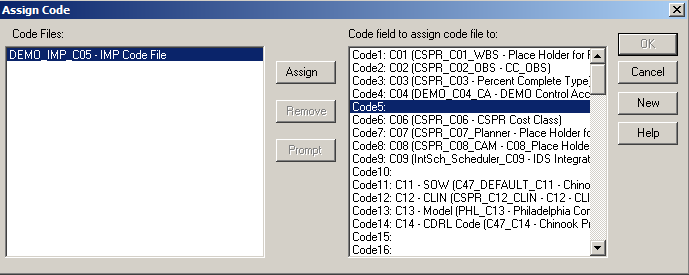 Assign Code
Code Files:
DEMO_IMP_C05 - IMP Code File
Assign
Remove
Prompt
Code field to assign code file to:
Code1: C01 (CSPR_C01_WBS - Place Holder for F
Code2: C02 (CSPR_C02_OBS - CC_OBS)
Code3: C03 (CSPR_C03 - Percent Complete Type)
Code4: C04 (DEMO_C04_CA - DEMO Control Acc
Code5:
Code6: C06 (CSPR_C06 - CSPR Cost Class)
Code7: C07 (CSPR_C07_Planner - Place Holder fo
Code8: C08 (CSPR_C08_CAM - C08_Place Holde
Code9: C09 (IntSch_Scheduler_C09 - IDS Integrat
Code10:
Code11: C11 - SOW (C47_DEFAULT_C11 - Chino
Code12: C12 - CLIN (CSPR_C12_CLIN - C12 - CLI
Code13: C13 - Model (PHL_C13 - Philadelphia Con
Code14: C14 - CDRL Code (C47_C14 - Chinook Pr
Code15:
Code16:
OK
Cancel
New
Help